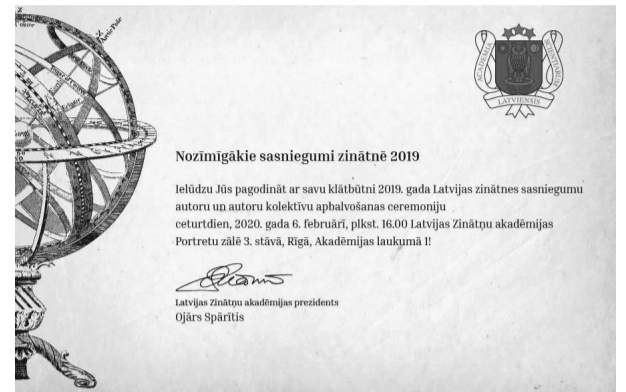 ACADEMIA SCIENTIARUM
LATVIENSIS
Nozīmīgākie sasniegumi zinātnē 2019
Ielūdzu Jūs pagodināt ar savu klātbūtni 2019. gada Latvijas zinātnes sasniegumu
autoru un autoru kolektīvu apbalvošanas ceremoniju
ceturtdien, 2020. gada 6. februārī, plkst. 16.00 Latvijas Zinātņu akadēmijas
Portretu zālē 3. stāvā, Rīgā, Akadēmijas laukumā 1!
Latvijas Zinātņu akadēmijas prezidents
Ojārs Spārītis